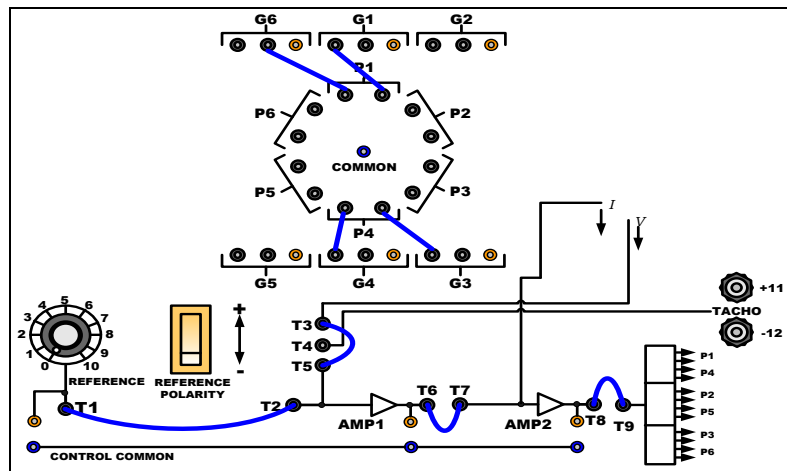 G6 G1 G2
P1
P6 P2
COMMON
P5 P3
P4
G5 G4 G3
I
V
+11
TACHO
-12
0 1 2 3 4 5 6 7 8 9 10
REFERENCE
+
-
REFERENCE
POLARITY
T3
T4
T5
T1
T2
AMP1
T6 T7
AMP2
T8 T9
P1
P4
P2
P5
P3
P6
CONTROL COMMON